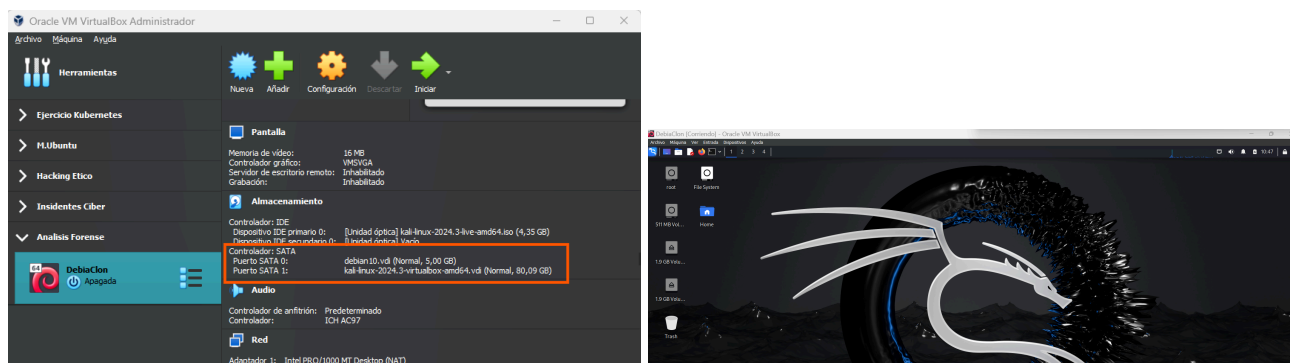 Oracle VM VirtualBox Administrador
Archivo Máquina Ayuda
Herramientas
Nueva Añadir Configuración Descartar Iniciar
Ejercicio Kubernetes
M.Ubuntu
Hacking Etico
Insidentes Ciber
Analisis Forense
64
DebiaClon
Apagada
Pantalla
Memoria de vídeo: 16 MB
Controlador gráfico: VMSVGA
Servidor de escritorio remoto: Inhabilitado
Grabación: Inhabilitado
Almacenamiento
Controlador: IDE
Dispositivo IDE primario 0: [Unidad óptica] kali-linux-2024.3-live-amd64.iso (4,35 GB)
Dispositivo IDE secundario 0: [Unidad óptica] Vacío
Controlador: SATA
Puerto SATA 0: debian10.vdi (Normal, 5,00 GB)
Puerto SATA 1: kali-linux-2024.3-virtualbox-amd64.vdi (Normal, 80,09 GB)
Audio
Controlador de anfitrión: Predeterminado
Controlador: ICH AC97
Red
Adaptador 1: Intel PRO/1000 MT Desktop (NAT)
DebiaClon [Corriendo] - Oracle VM VirtualBox
Archivo Máquina Ver Entrada Dispositivos Ayuda
1 2 3 4
10:47
root
File System
511 MB Vol...
Home
1.9 GB Volu...
1.9 GB Volu...
Trash